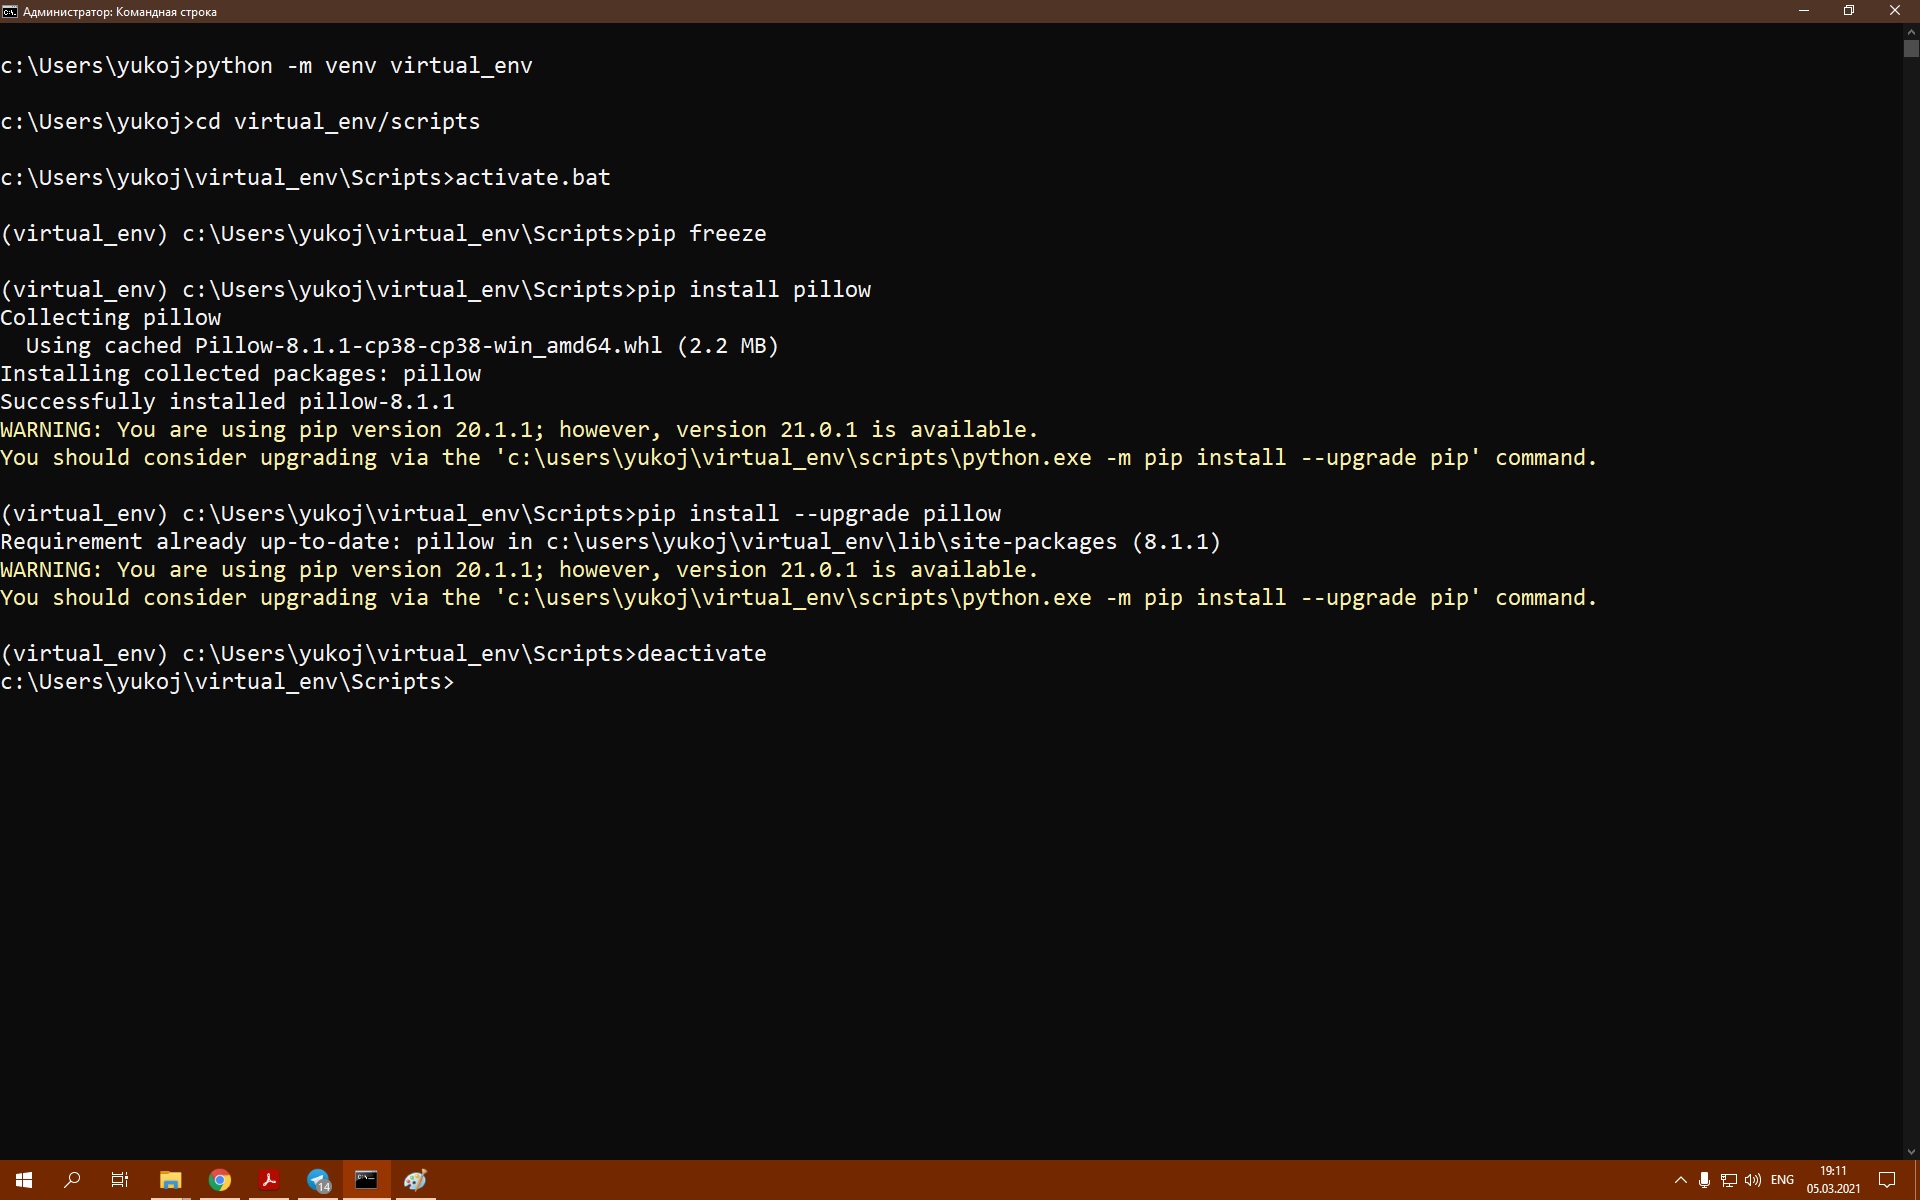 Администратор: Командная строка
c:\Users\yukoj>python -m venv virtual_env
c:\Users\yukoj>cd virtual_env/scripts
c:\Users\yukoj\virtual_env\Scripts>activate.bat
(virtual_env) c:\Users\yukoj\virtual_env\Scripts>pip freeze
(virtual_env) c:\Users\yukoj\virtual_env\Scripts>pip install pillow
Collecting pillow
  Using cached Pillow-8.1.1-cp38-cp38-win_amd64.whl (2.2 MB)
Installing collected packages: pillow
Successfully installed pillow-8.1.1
WARNING: You are using pip version 20.1.1; however, version 21.0.1 is available.
You should consider upgrading via the 'c:\users\yukoj\virtual_env\scripts\python.exe -m pip install --upgrade pip' command.
(virtual_env) c:\Users\yukoj\virtual_env\Scripts>pip install --upgrade pillow
Requirement already up-to-date: pillow in c:\users\yukoj\virtual_env\lib\site-packages (8.1.1)
WARNING: You are using pip version 20.1.1; however, version 21.0.1 is available.
You should consider upgrading via the 'c:\users\yukoj\virtual_env\scripts\python.exe -m pip install --upgrade pip' command.
(virtual_env) c:\Users\yukoj\virtual_env\Scripts>deactivate
c:\Users\yukoj\virtual_env\Scripts>
14
ENG
19:11
05.03.2021